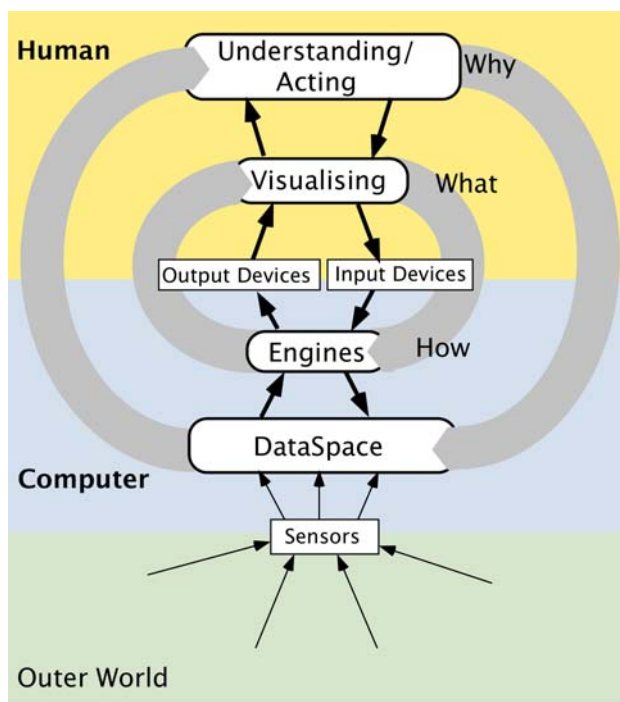 Human
Understanding/
Acting
Why
Visualising
What
Output Devices
Input Devices
Engines
How
DataSpace
Computer
Sensors
Outer World